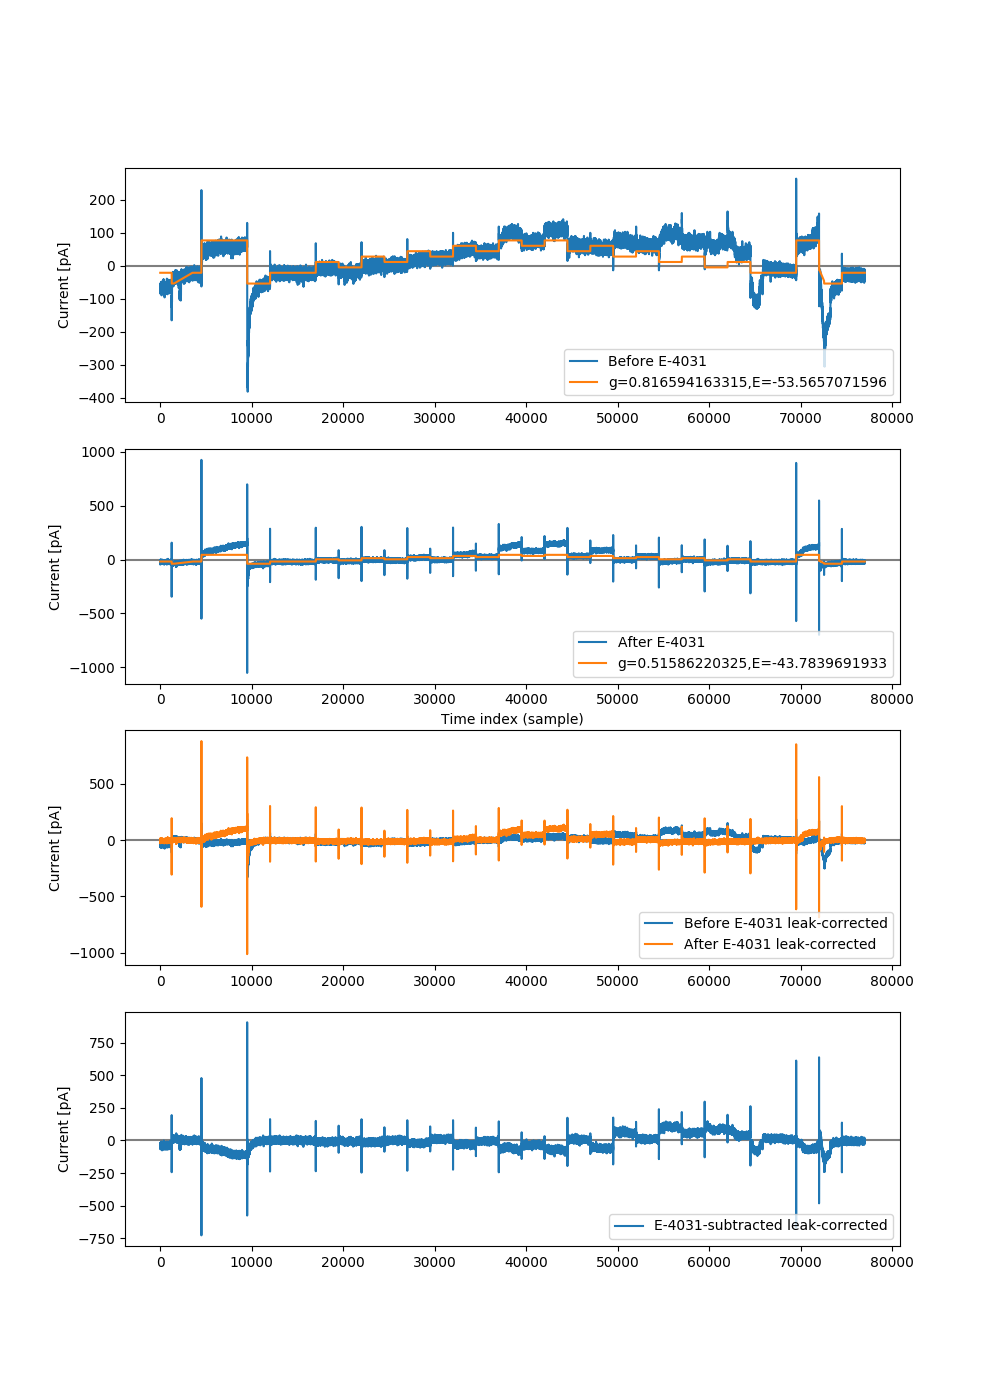 200
100
0
−100
−200
−300
−400
Current [pA]
Before E-4031
g=0.816594163315,E=-53.5657071596
0 10000 20000 30000 40000 50000 60000 70000 80000
1000
500
0
−500
−1000
Current [pA]
After E-4031
g=0.51586220325,E=-43.7839691933
0 10000 20000 30000 40000 50000 60000 70000 80000
Time index (sample)
500
0
−500
−1000
Current [pA]
Before E-4031 leak-corrected
After E-4031 leak-corrected
0 10000 20000 30000 40000 50000 60000 70000 80000
750
500
250
0
−250
−500
−750
Current [pA]
E-4031-subtracted leak-corrected
0 10000 20000 30000 40000 50000 60000 70000 80000